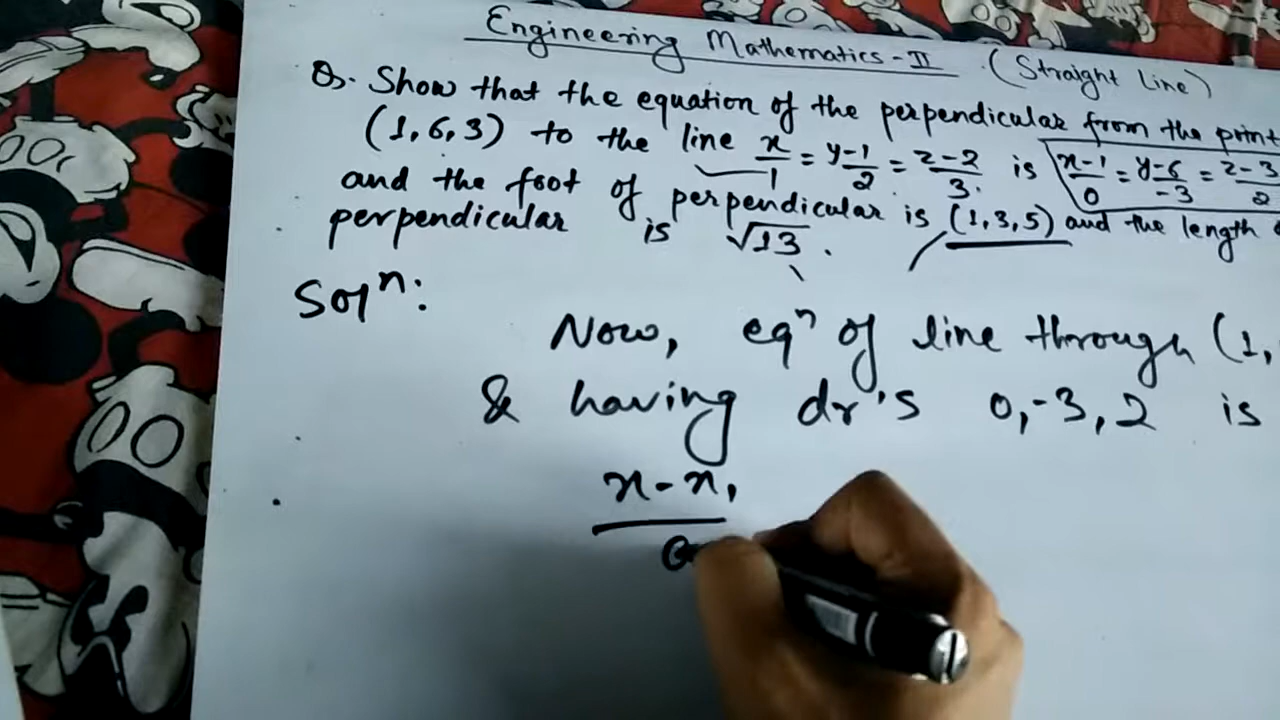 Engineering Mathematics-II (Straight Line)
Q. Show that the equation of the perpendicular from the print
(1,6,3) to the line x/1 = y-1/2 = z-2/3. is x-1/0 = y-6/-3 = z-3/2
and the foot of perpendicular is (1,3,5) and the length
perpendicular is √13.
Solⁿ:
Now, eqⁿ of line through (1,
& having dr's 0,-3,2 is
x-x₁